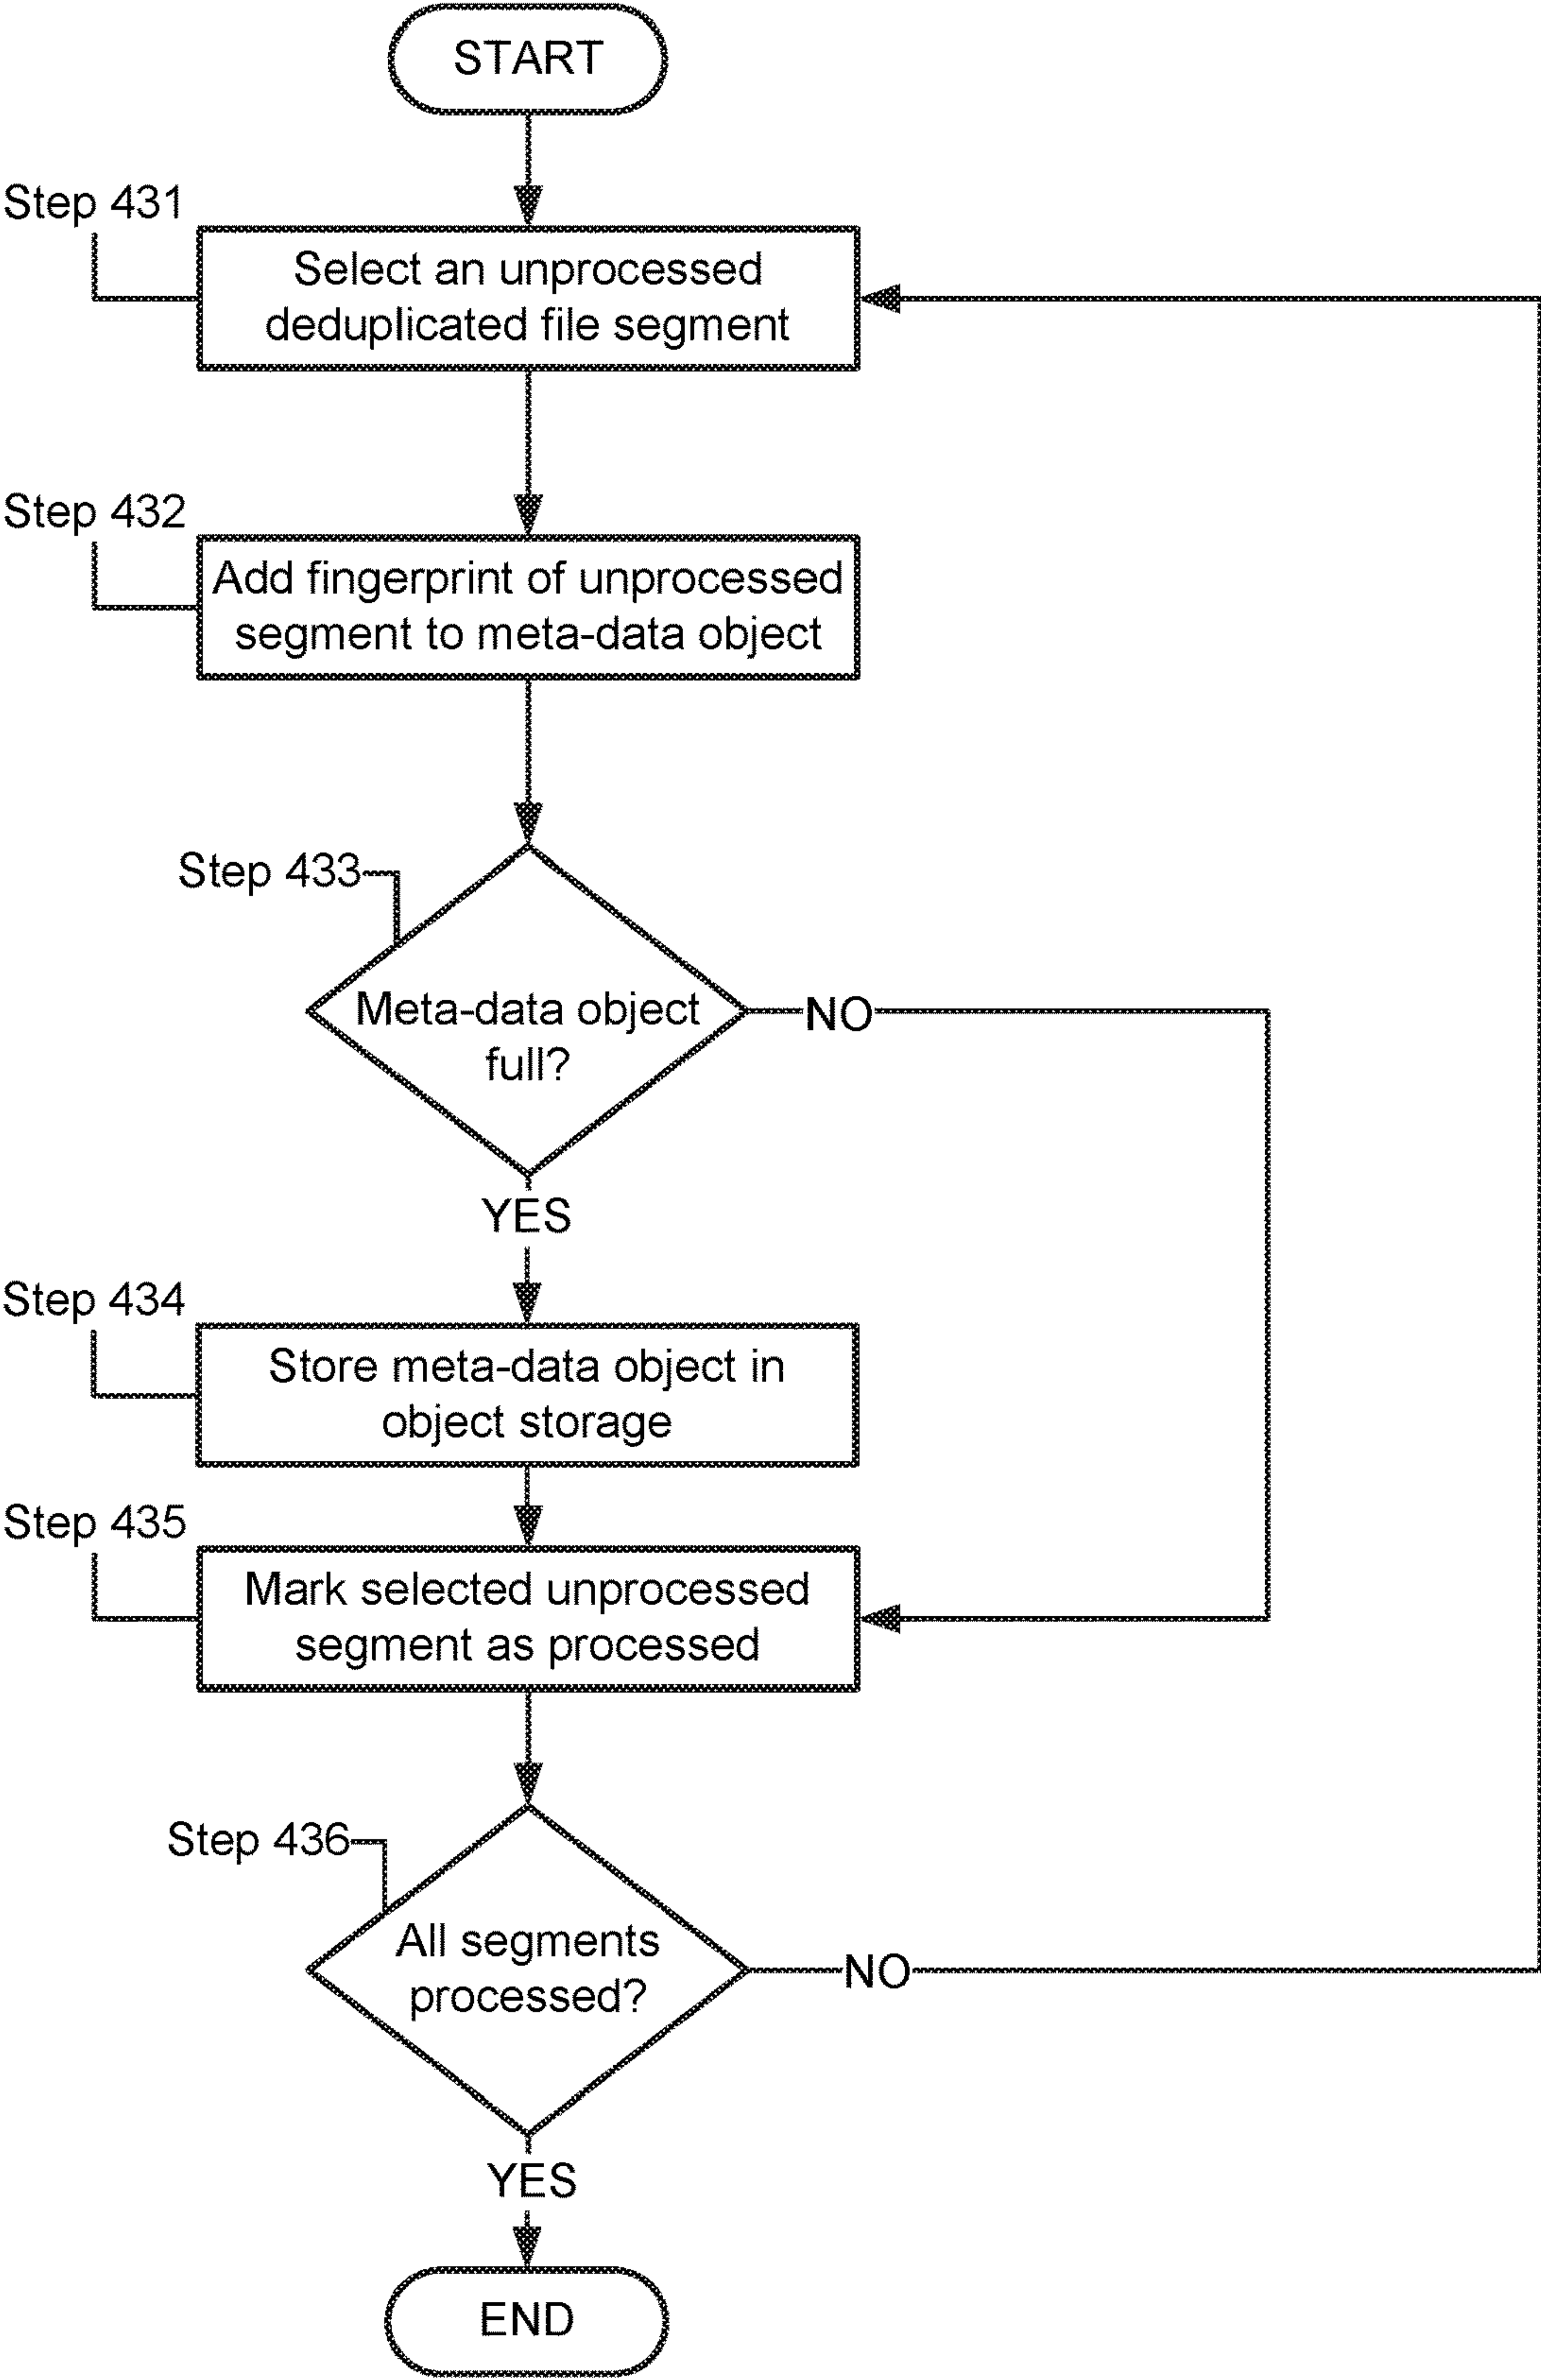 START
Step 431
Select an unprocessed
deduplicated file segment
Step 432
Add fingerprint of unprocessed
segment to meta-data object
Step 433
Meta-data object
full?
NO
YES
Step 434
Store meta-data object in
object storage
Step 435
Mark selected unprocessed
segment as processed
Step 436
All segments
processed?
NO
YES
END